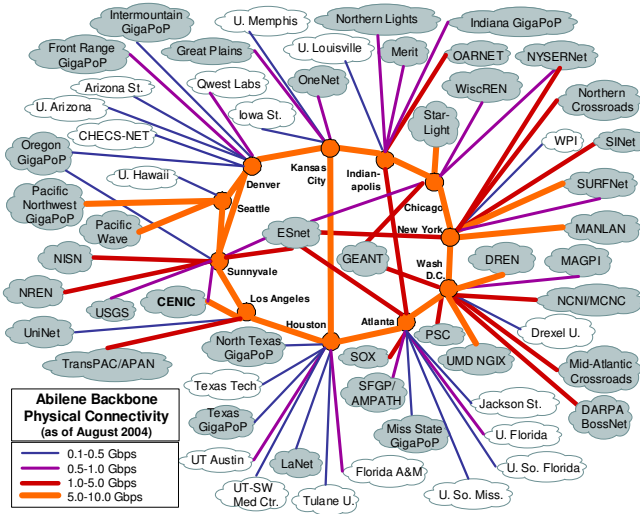 Intermountain
GigaPoP
U. Memphis
Northern Lights
Indiana GigaPoP
Front Range
GigaPoP
Great Plains
U. Louisville
Merit
OARNET
NYSERNet
Arizona St.
Qwest Labs
OneNet
WiscREN
Northern
Crossroads
U. Arizona
Iowa St.
Star-
Light
CHECS-NET
WPI
SINet
Oregon
GigaPoP
U. Hawaii
Denver
Kansas
City
Indian-
apolis
Chicago
SURFNet
Pacific
Northwest
GigaPoP
Seattle
New York
MANLAN
Pacific
Wave
ESnet
GEANT
Wash
D.C.
DREN
MAGPI
NISN
Sunnyvale
NREN
USGS
CENIC
Los Angeles
NCNI/MCNC
UniNet
Houston
Atlanta
PSC
Drexel U.
North Texas
GigaPoP
SOX
UMD NGIX
Mid-Atlantic
Crossroads
TransPAC/APAN
Texas Tech
SFGP/
AMPATH
Jackson St.
DARPA
BossNet
Texas
GigaPoP
Miss State
GigaPoP
U. Florida
UT Austin
LaNet
Florida A&M
U. So. Florida
UT-SW
Med Ctr.
Tulane U.
U. So. Miss.
Abilene Backbone
Physical Connectivity
(as of August 2004)
0.1-0.5 Gbps
0.5-1.0 Gbps
1.0-5.0 Gbps
5.0-10.0 Gbps